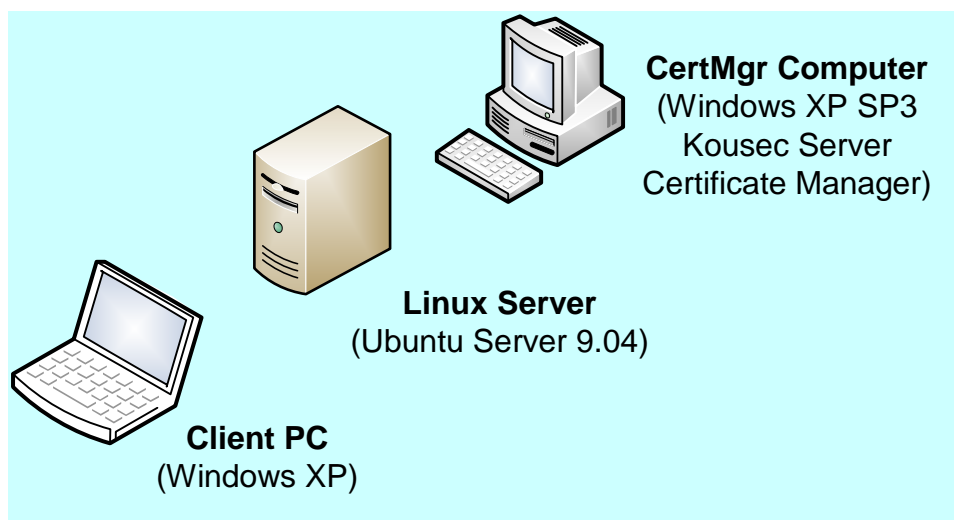 CertMgr Computer
(Windows XP SP3
Kousec Server
Certificate Manager)
Linux Server
(Ubuntu Server 9.04)
Client PC
(Windows XP)